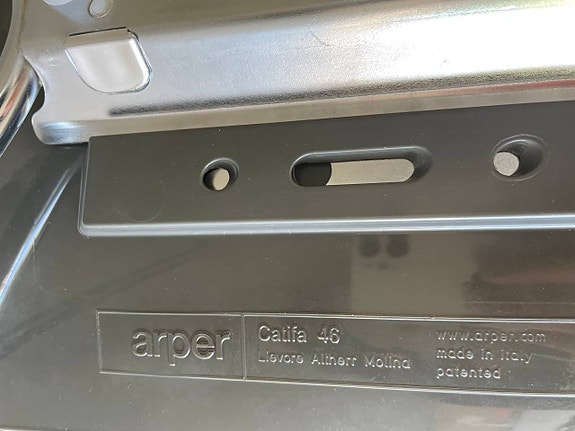 arper
Catifa 46
Lievore Altherr Molina
www.arper.com
made in italy
patented